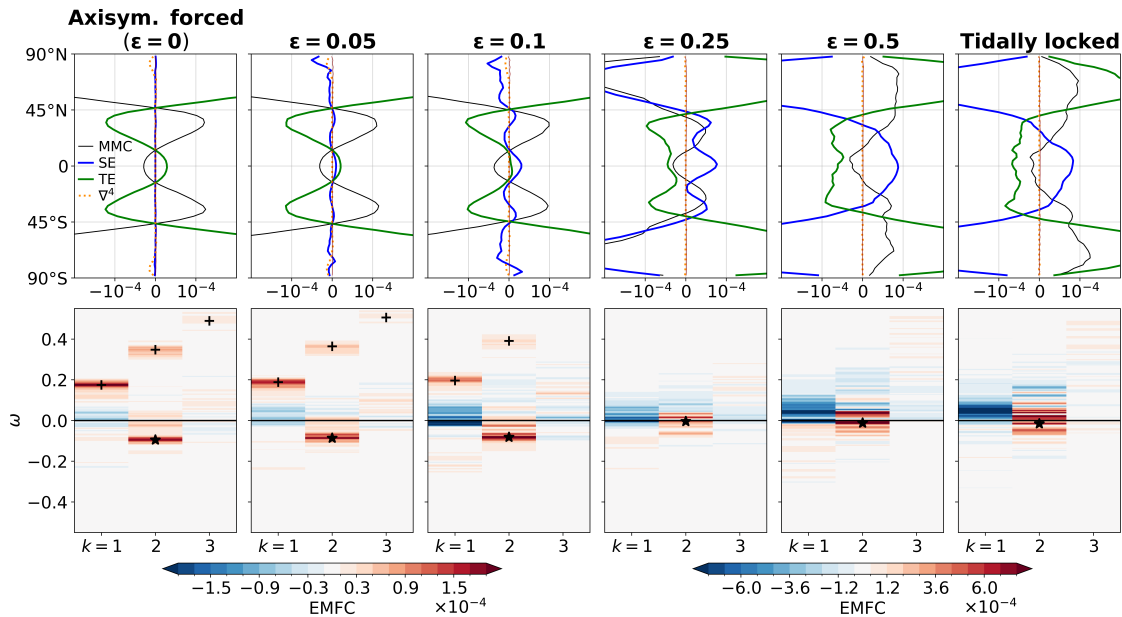 Axisym. forced
(ε = 0) ε = 0.05 ε = 0.1 ε = 0.25 ε = 0.5 Tidally locked
90°N
45°N
0
45°S
90°S
MMC
SE
TE
∇⁴
−10⁻⁴ 0 10⁻⁴ −10⁻⁴ 0 10⁻⁴ −10⁻⁴ 0 10⁻⁴ −10⁻⁴ 0 10⁻⁴ −10⁻⁴ 0 10⁻⁴ −10⁻⁴ 0 10⁻⁴
0.4
0.2
0.0
−0.2
−0.4
ω
k = 1 2 3 k = 1 2 3 k = 1 2 3 k = 1 2 3 k = 1 2 3 k = 1 2 3
−1.5 −0.9 −0.3 0.3 0.9 1.5 −6.0 −3.6 −1.2 1.2 3.6 6.0
EMFC ×10⁻⁴ EMFC ×10⁻⁴